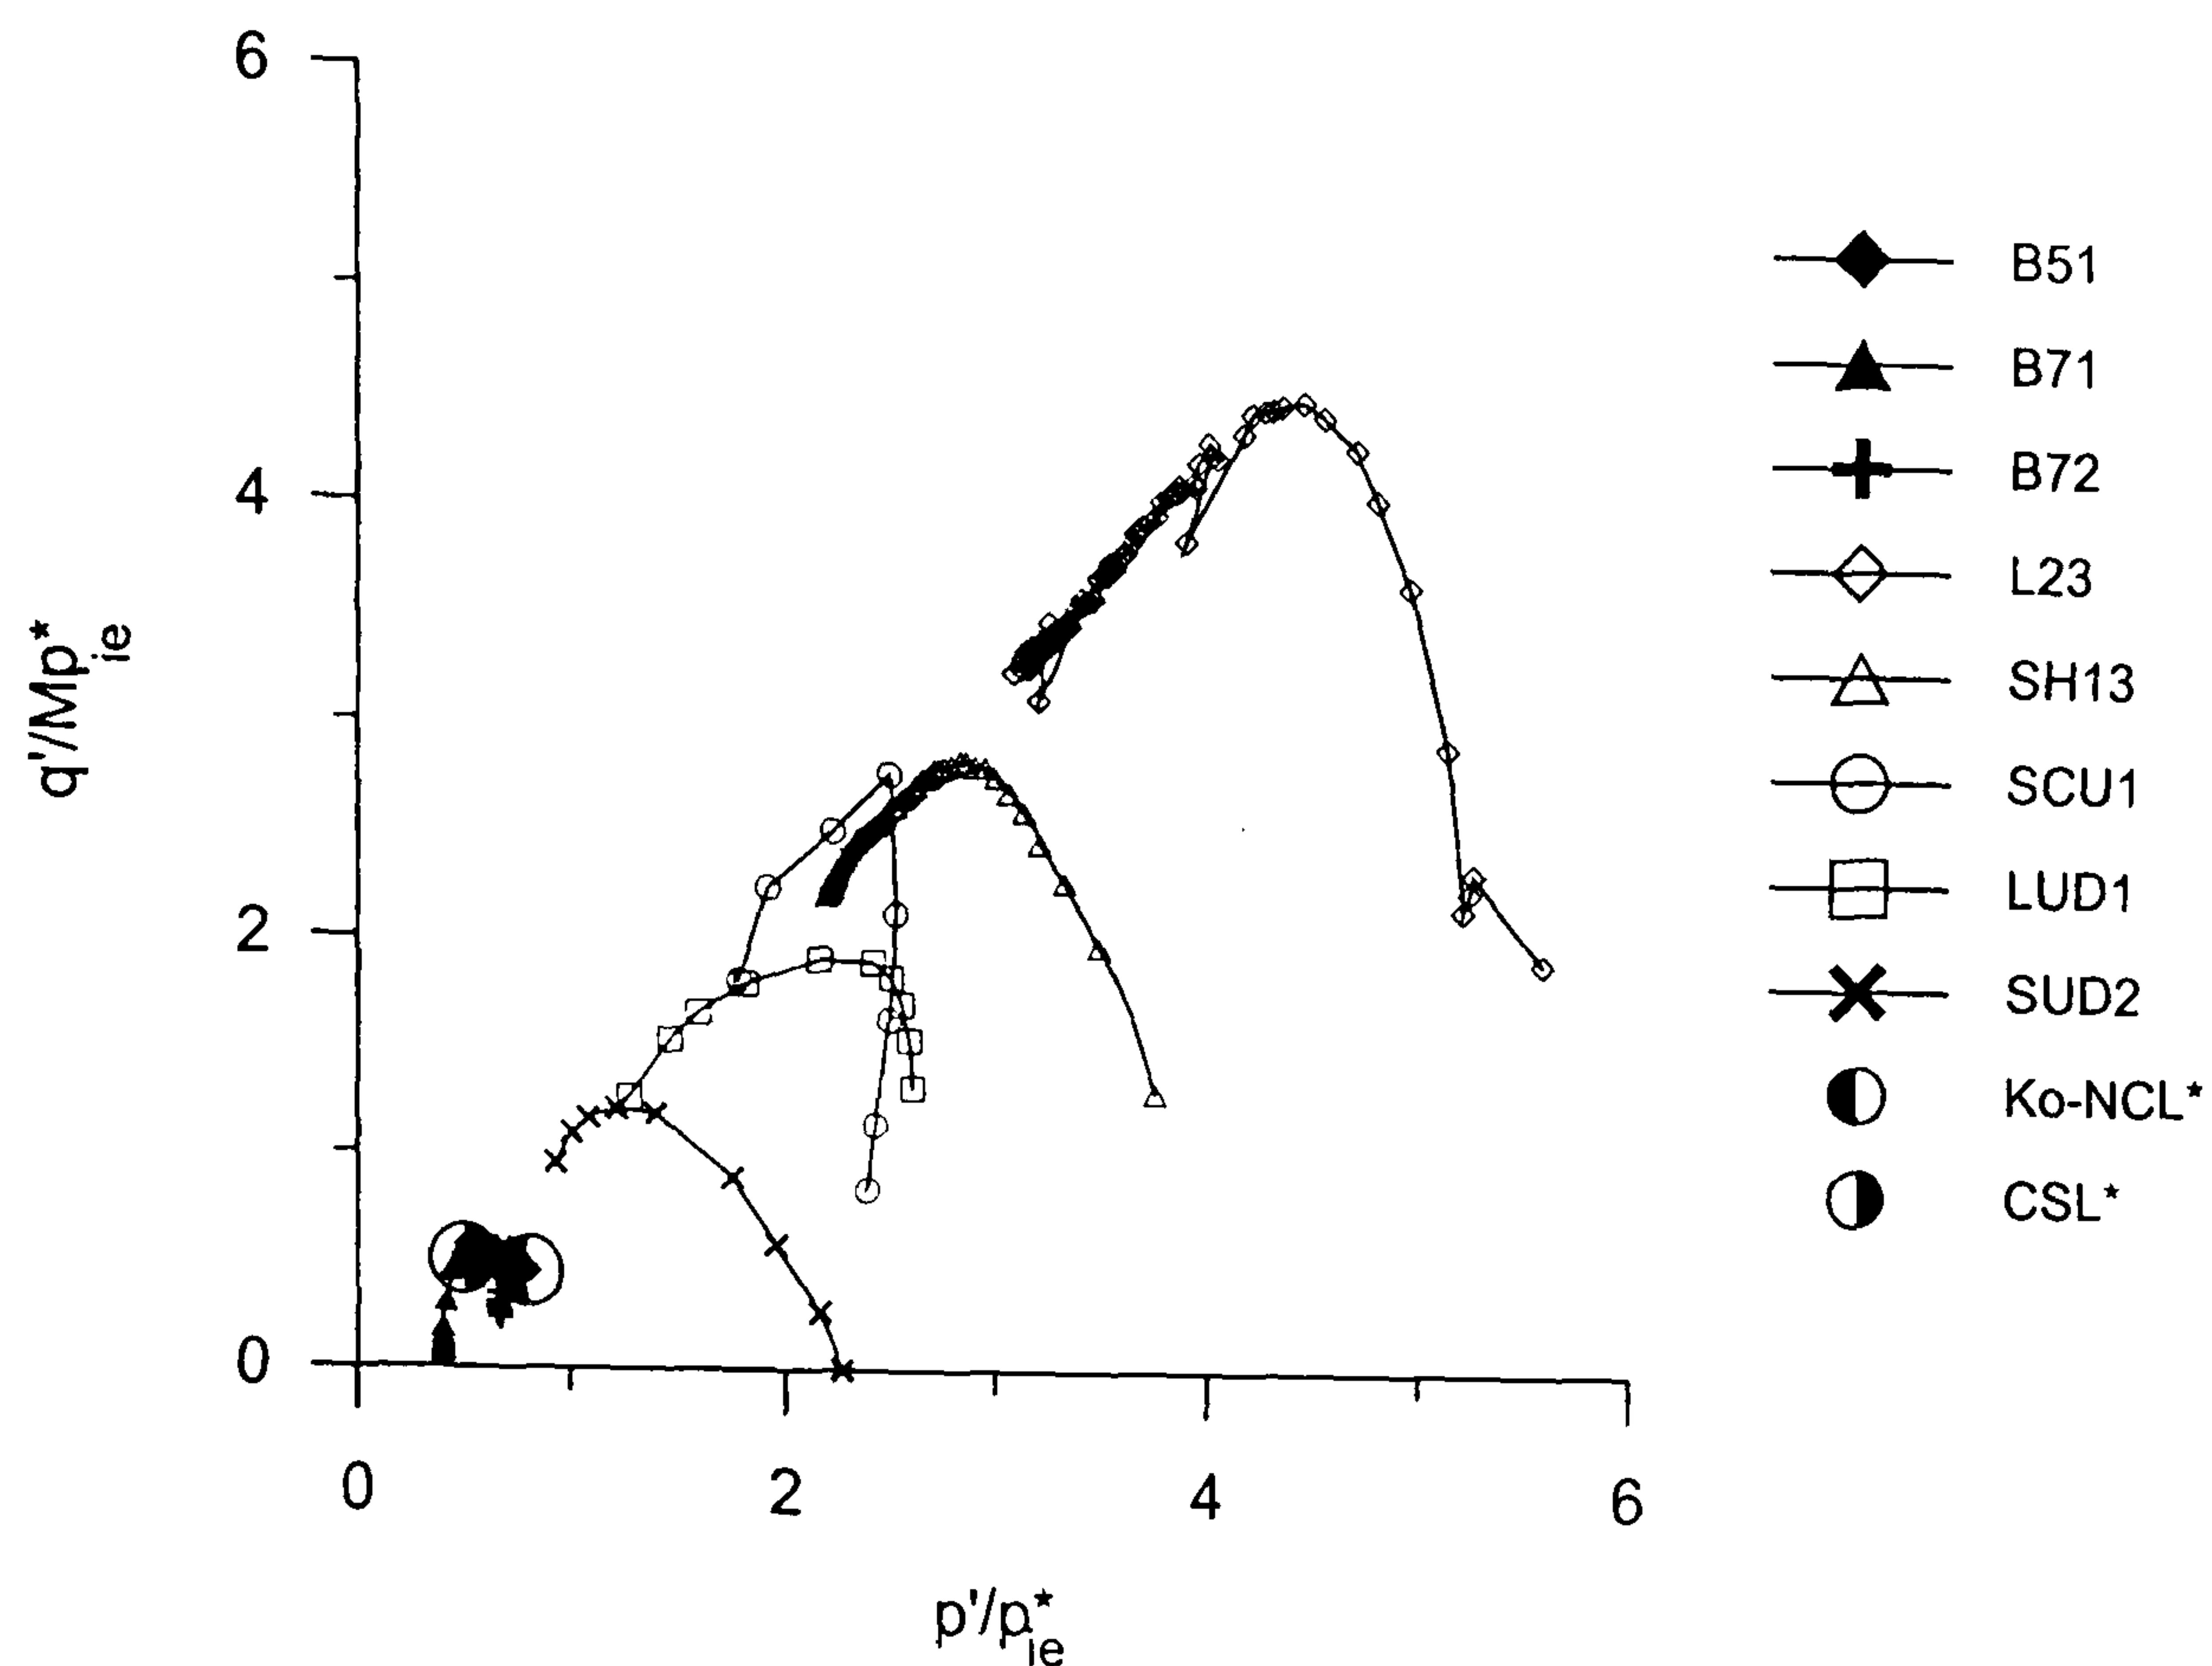 6
4
2
0
q'/Mp*ie
0
2
4
6
p'/p*ie
B51
B71
B72
L23
SH13
SCU1
LUD1
SUD2
Ko-NCL*
CSL*